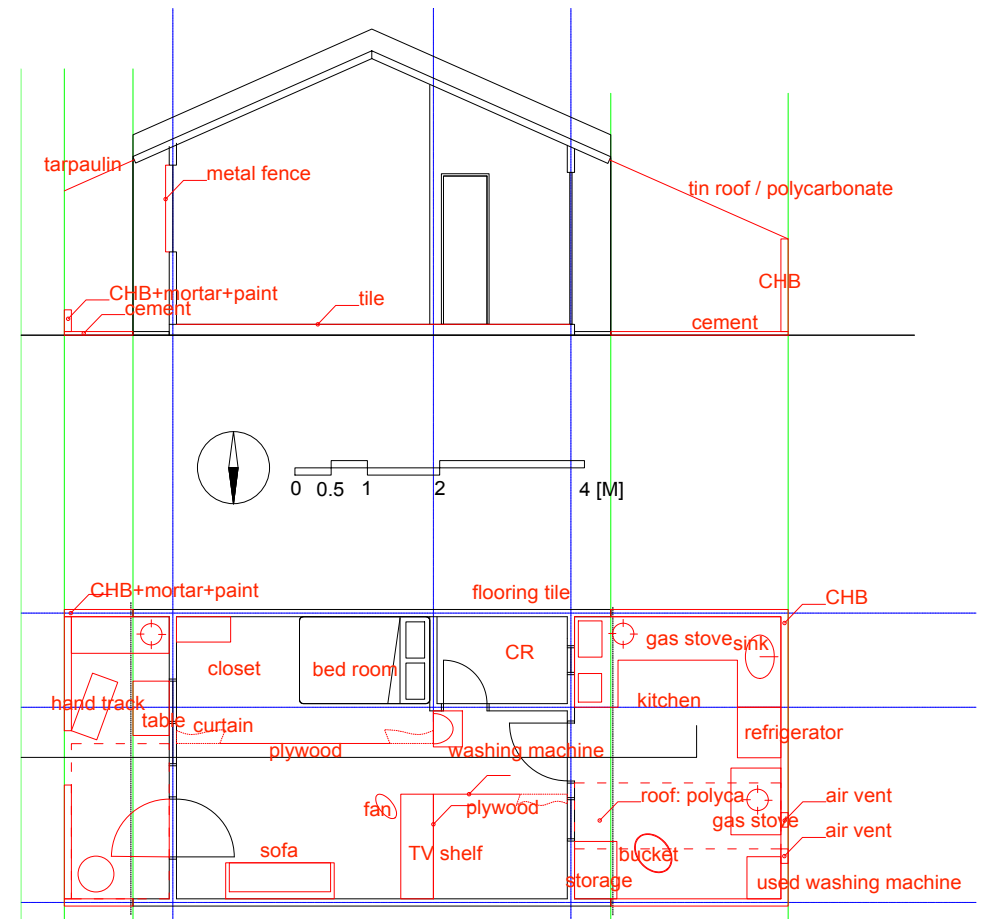 tarpaulin
metal fence
tin roof / polycarbonate
CHB+mortar+paint
cement
tile
CHB
cement
0 0.5 1 2 4 [M]
CHB+mortar+paint
flooring tile
CHB
closet
bed room
CR
gas stove
sink
hand track
table
curtain
kitchen
plywood
washing machine
refrigerator
fan
plywood
roof: polyca
air vent
gas stove
air vent
sofa
TV shelf
bucket
storage
used washing machine